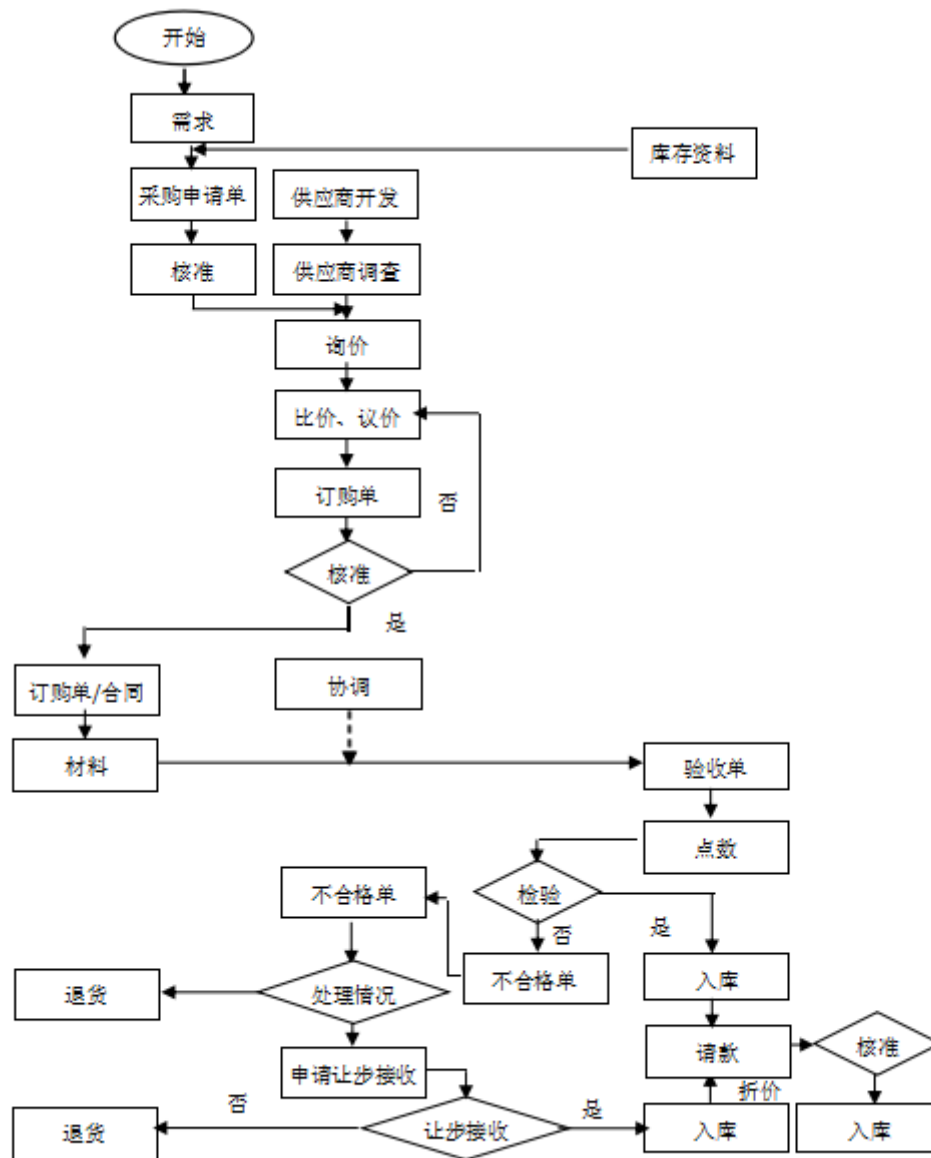 开始
需求
库存资料
采购申请单
供应商开发
核准
供应商调查
询价
比价、议价
订购单
否
核准
是
订购单/合同
协调
材料
验收单
点数
不合格单
检验
否
是
不合格单
入库
退货
处理情况
请款
核准
申请让步接收
折价
否
是
退货
让步接收
入库
入库